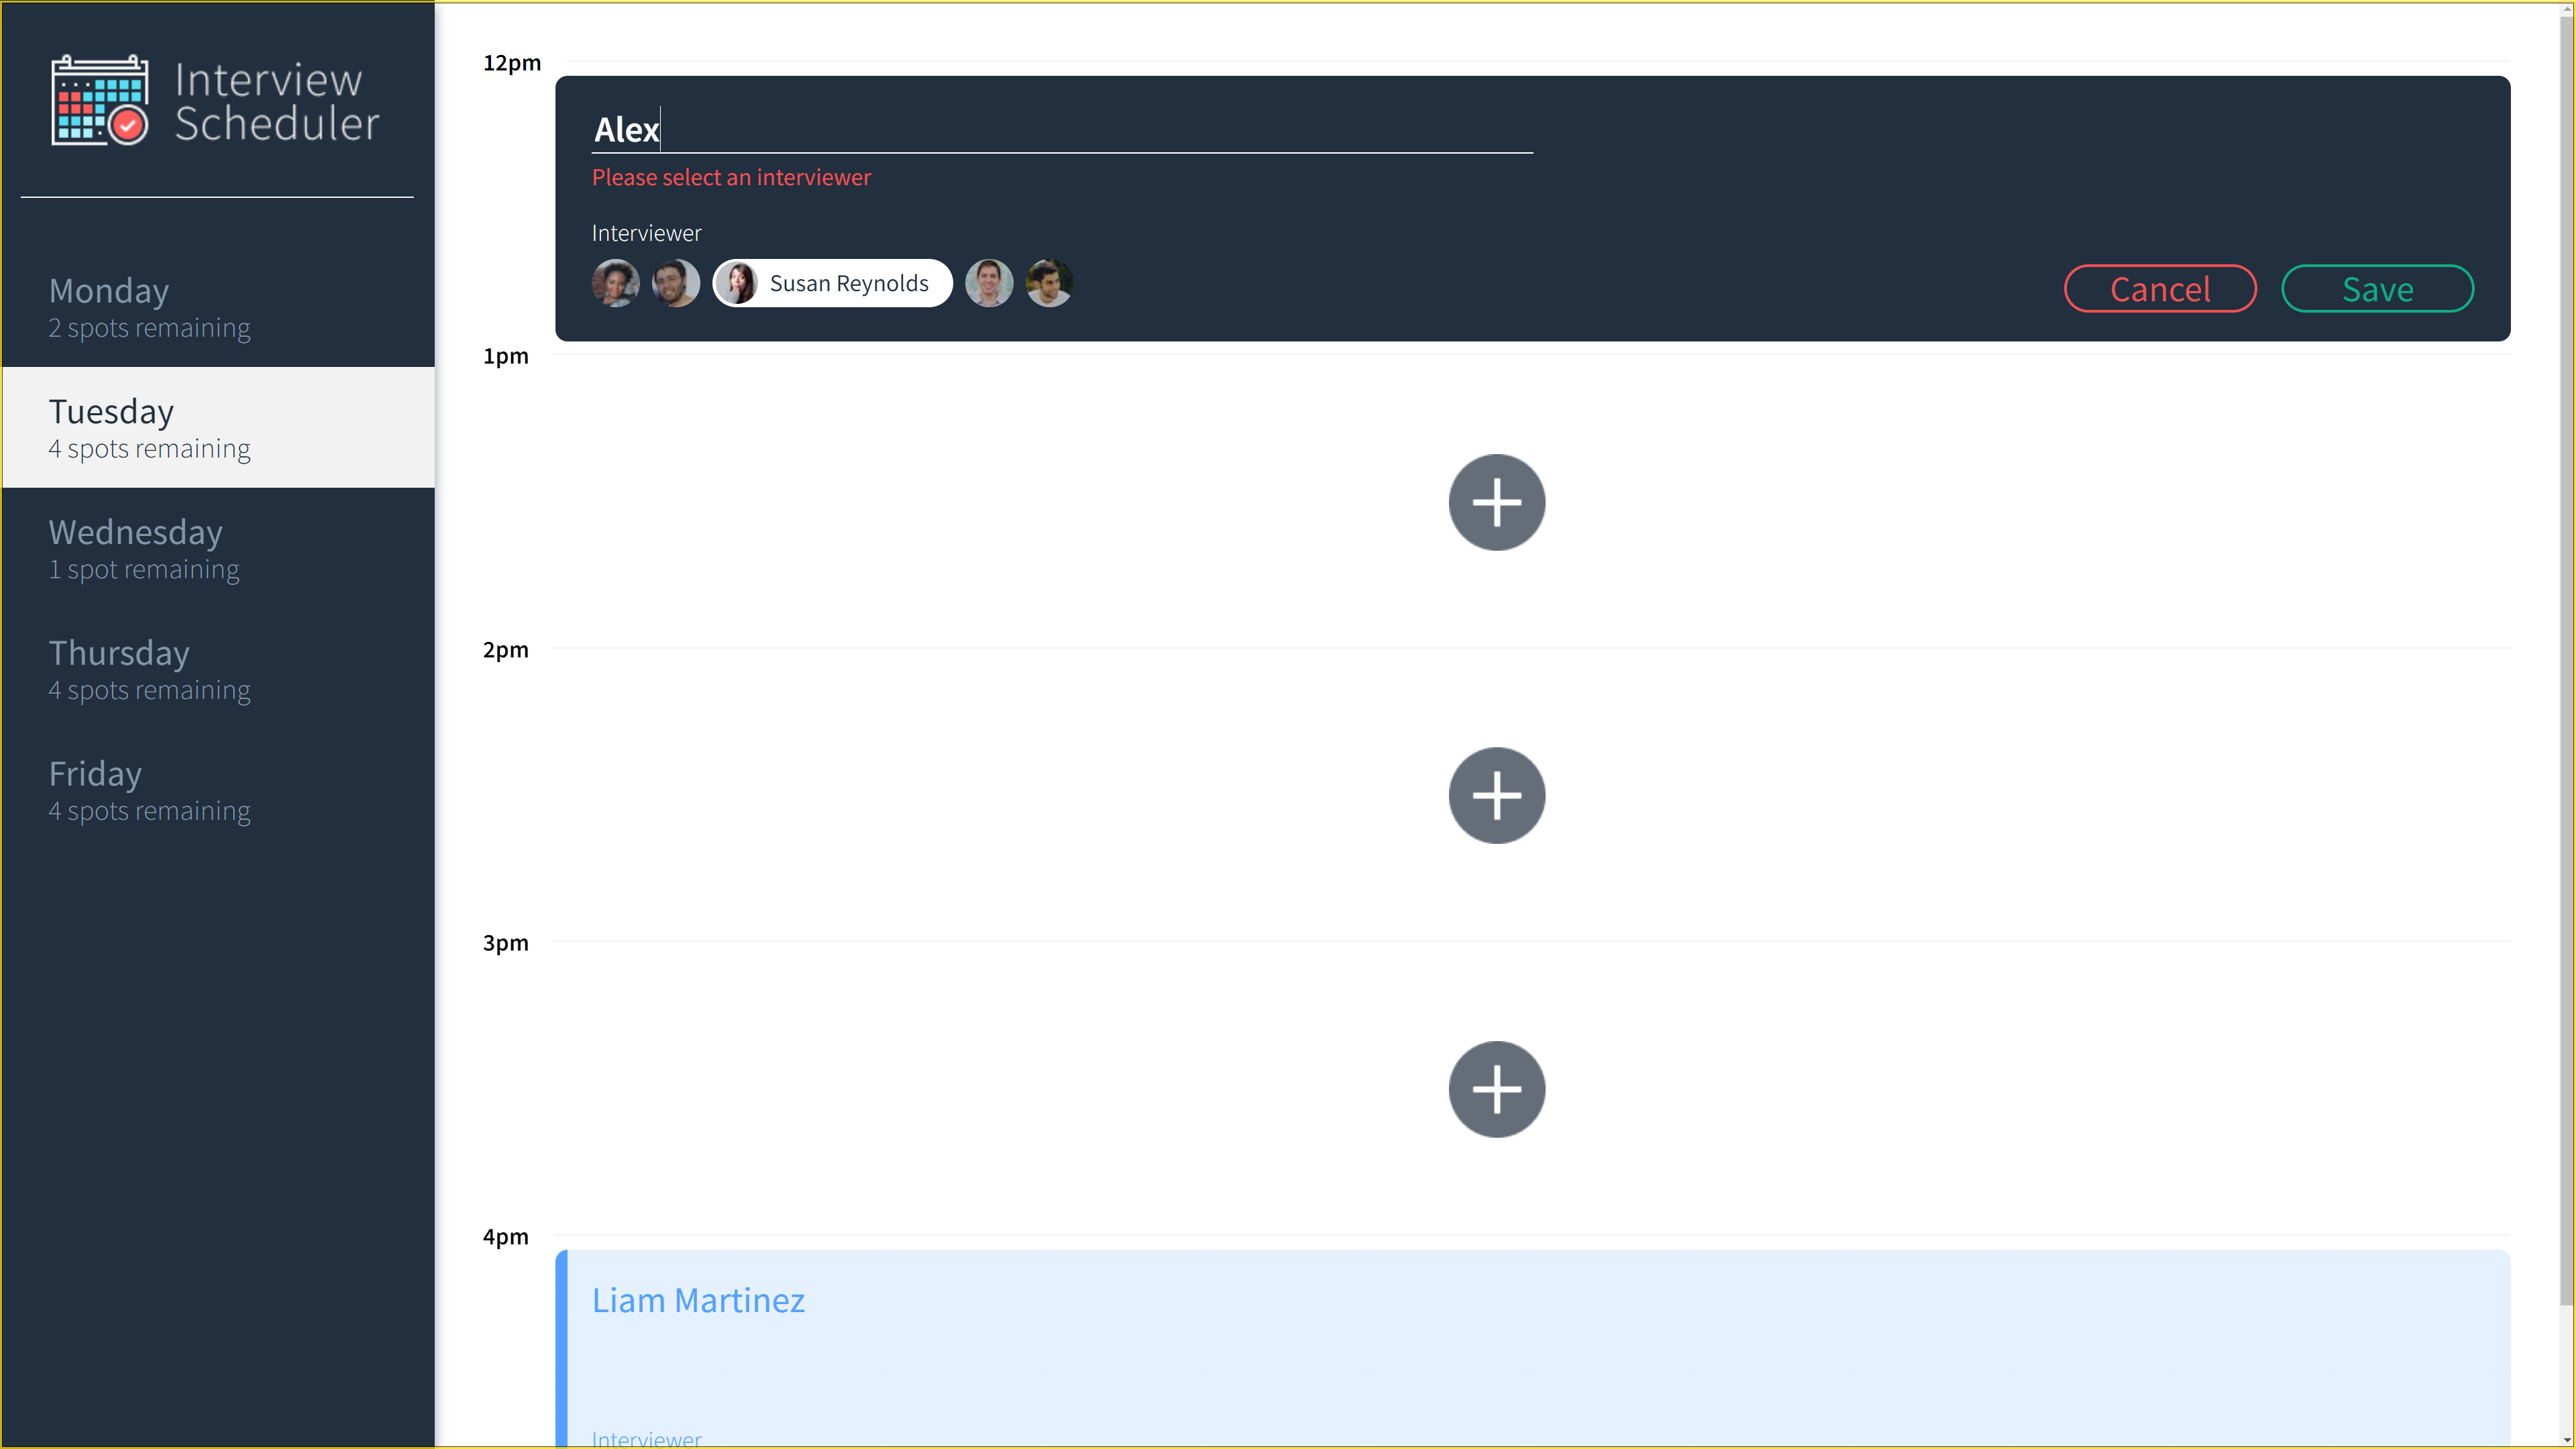 Interview
Scheduler
Monday
2 spots remaining
Tuesday
4 spots remaining
Wednesday
1 spot remaining
Thursday
4 spots remaining
Friday
4 spots remaining
12pm
Alex
Please select an interviewer
Interviewer
Susan Reynolds
Cancel
Save
1pm
2pm
3pm
4pm
Liam Martinez
Interviewer